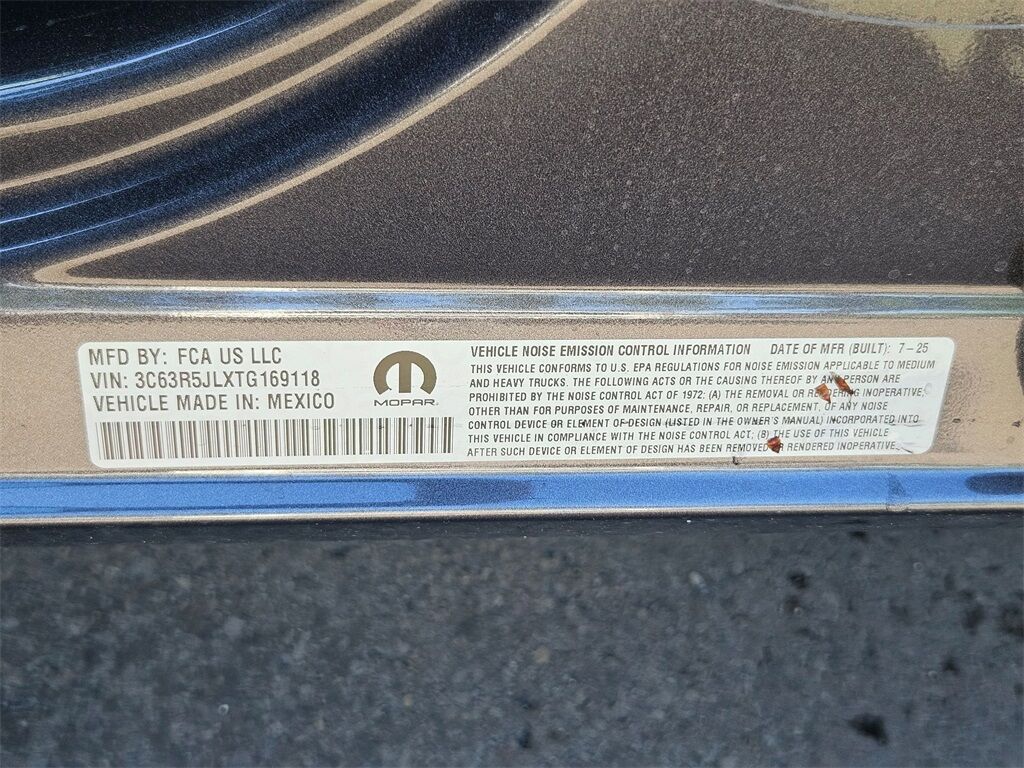 MFD BY: FCA US LLC
VIN: 3C63R5JLXTG169118
VEHICLE MADE IN: MEXICO
MOPAR®
VEHICLE NOISE EMISSION CONTROL INFORMATION DATE OF MFR (BUILT): 7-25
THIS VEHICLE CONFORMS TO U.S. EPA REGULATIONS FOR NOISE EMISSION APPLICABLE TO MEDIUM
AND HEAVY TRUCKS. THE FOLLOWING ACTS OR THE CAUSING THEREOF BY ANY PERSON ARE
PROHIBITED BY THE NOISE CONTROL ACT OF 1972: (A) THE REMOVAL OR RENDERING INOPERATIVE,
OTHER THAN FOR PURPOSES OF MAINTENANCE, REPAIR, OR REPLACEMENT, OF ANY NOISE
CONTROL DEVICE OR ELEMENT OF DESIGN (LISTED IN THE OWNER'S MANUAL) INCORPORATED INTO
THIS VEHICLE IN COMPLIANCE WITH THE NOISE CONTROL ACT; (B) THE USE OF THIS VEHICLE
AFTER SUCH DEVICE OR ELEMENT OF DESIGN HAS BEEN REMOVED OR RENDERED INOPERATIVE.